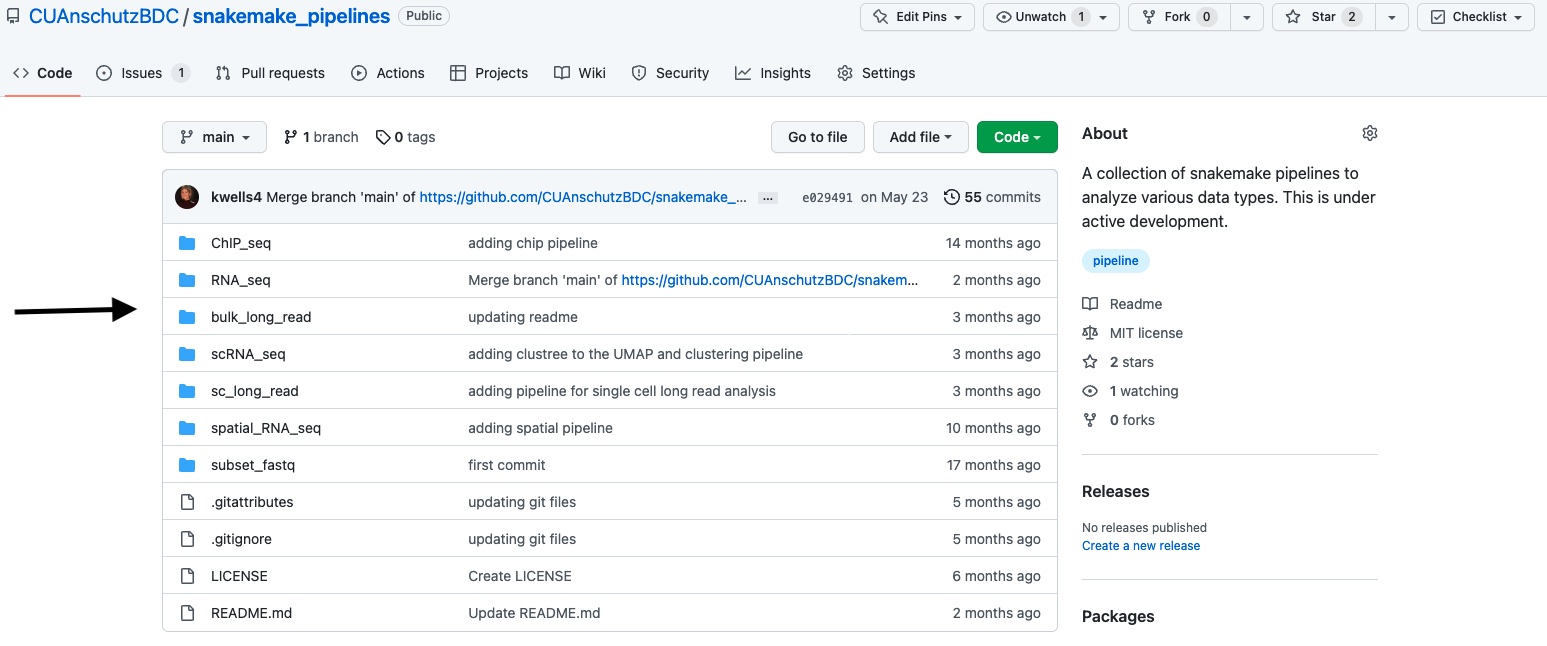 CUAnschutzBDC / snakemake_pipelines Public Edit Pins Unwatch 1 Fork 0 Star 2 Checklist
Code Issues 1 Pull requests Actions Projects Wiki Security Insights Settings
main 1 branch 0 tags Go to file Add file Code
kwells4 Merge branch 'main' of https://github.com/CUAnschutzBDC/snakemake_... ... e029491 on May 23 55 commits
ChIP_seq adding chip pipeline 14 months ago
RNA_seq Merge branch 'main' of https://github.com/CUAnschutzBDC/snakem... 2 months ago
bulk_long_read updating readme 3 months ago
scRNA_seq adding clustree to the UMAP and clustering pipeline 3 months ago
sc_long_read adding pipeline for single cell long read analysis 3 months ago
spatial_RNA_seq adding spatial pipeline 10 months ago
subset_fastq first commit 17 months ago
.gitattributes updating git files 5 months ago
.gitignore updating git files 5 months ago
LICENSE Create LICENSE 6 months ago
README.md Update README.md 2 months ago
About
A collection of snakemake pipelines to
analyze various data types. This is under
active development.
pipeline
Readme
MIT license
2 stars
1 watching
0 forks
Releases
No releases published
Create a new release
Packages